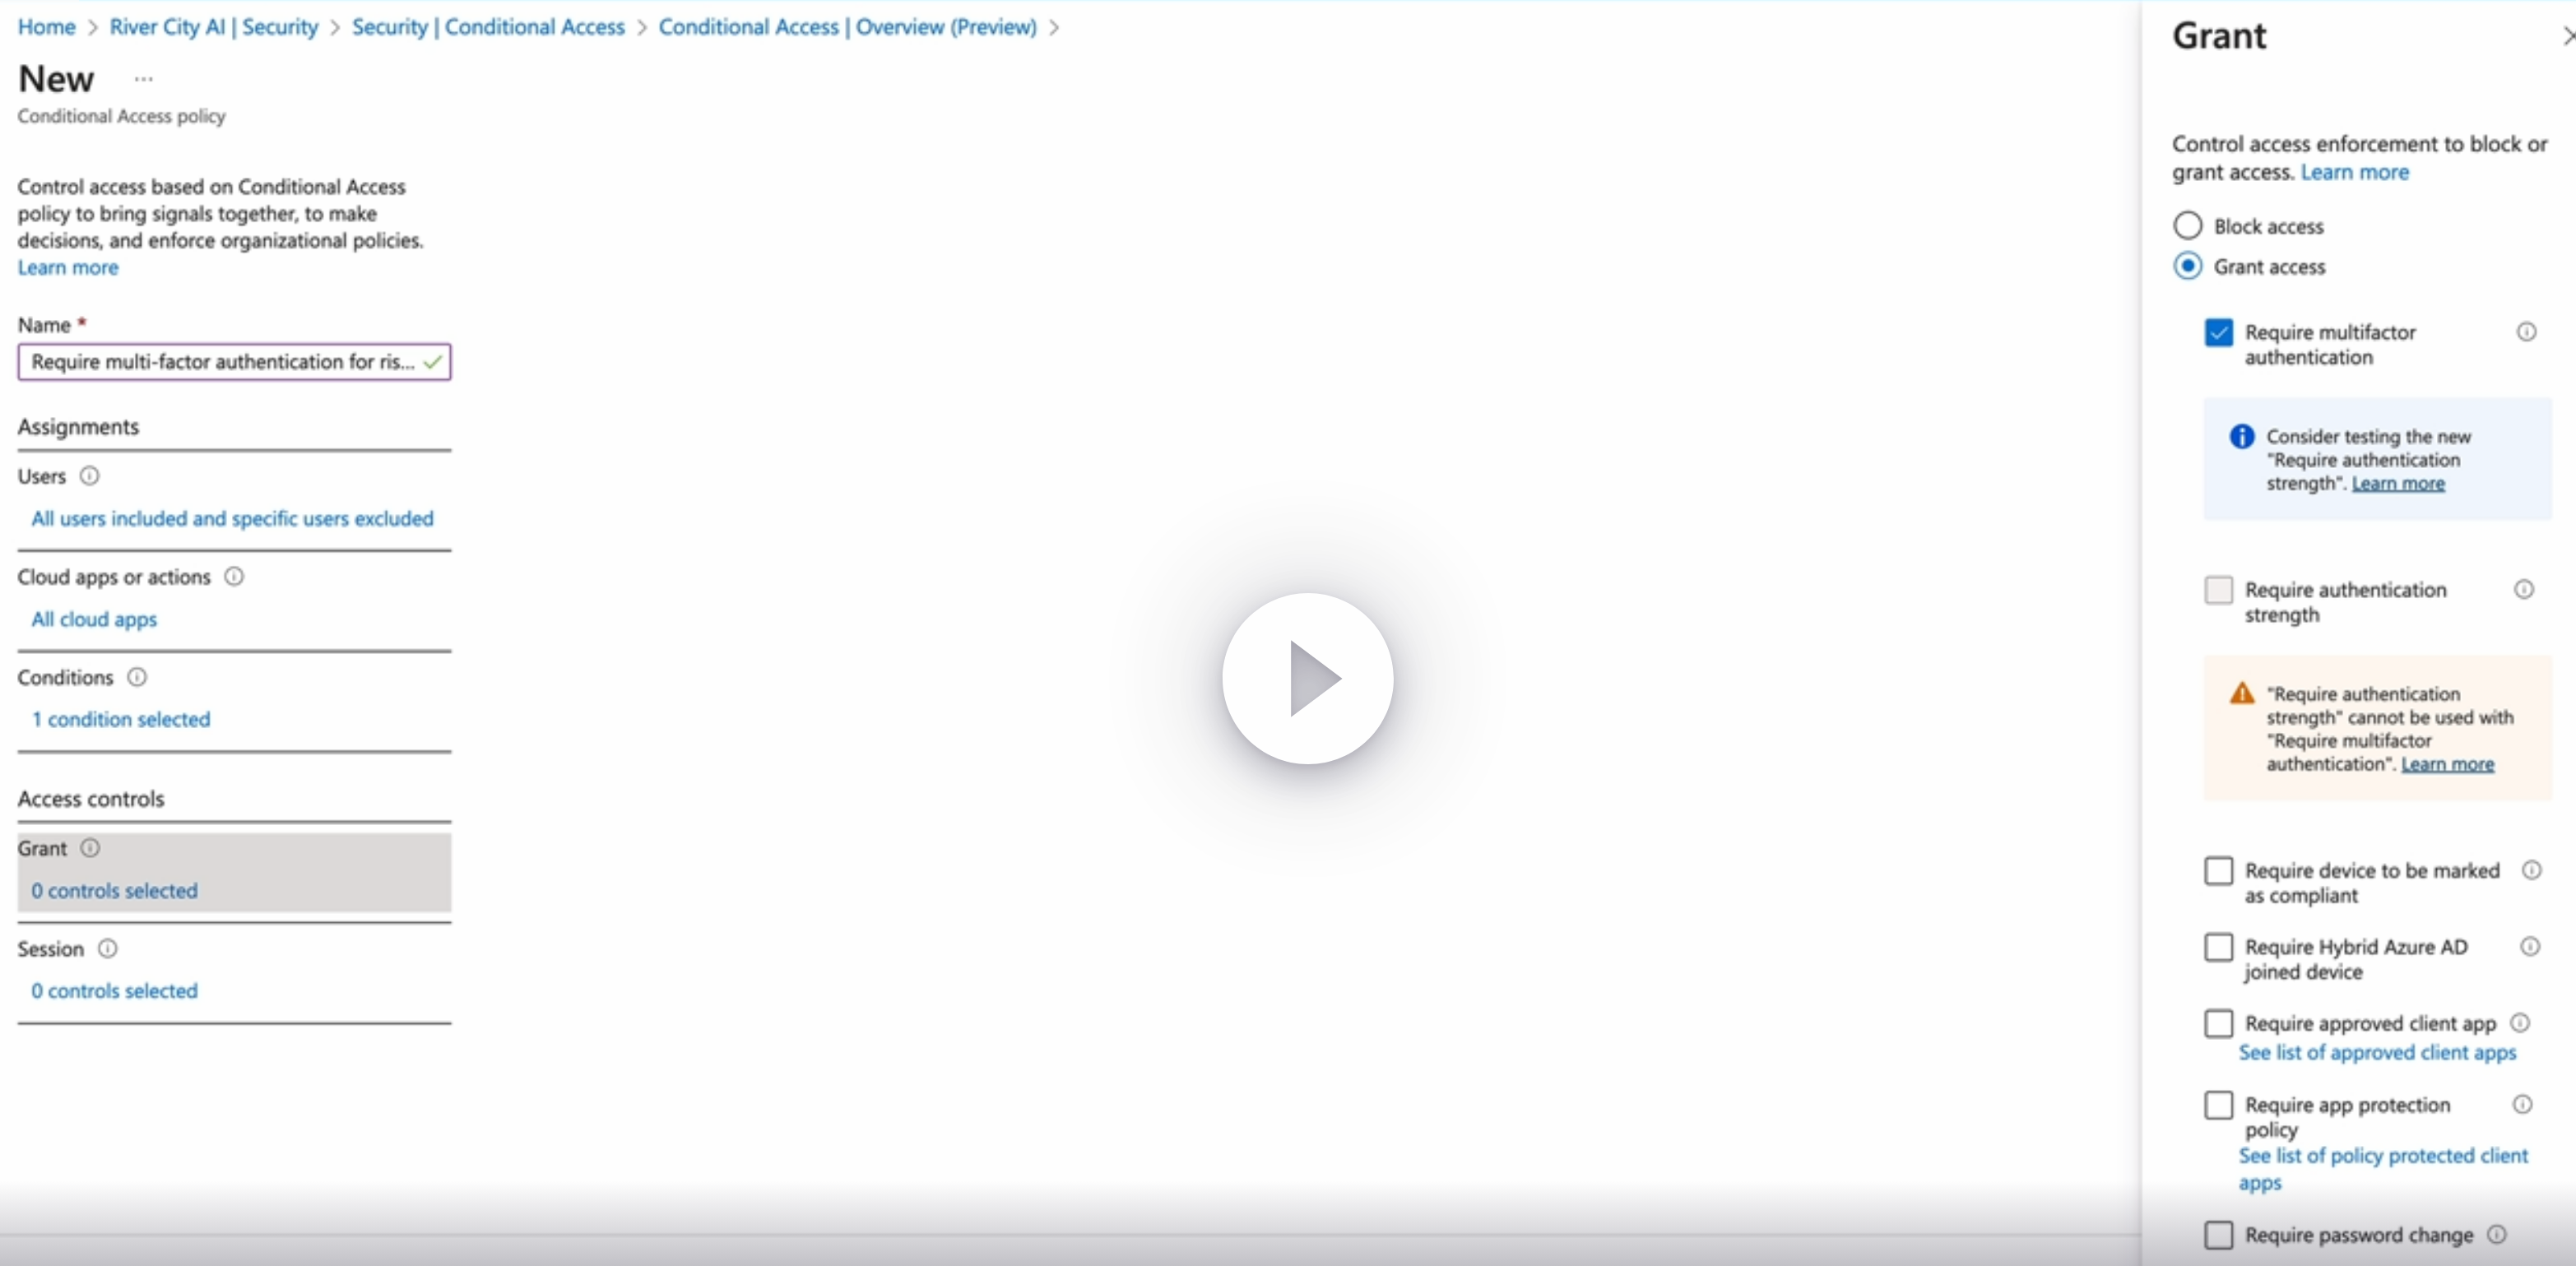 Home > River City AI | Security > Security | Conditional Access > Conditional Access | Overview (Preview) >
New ...
Conditional Access policy
Control access based on Conditional Access
policy to bring signals together, to make
decisions, and enforce organizational policies.
Learn more
Name *
Require multi-factor authentication for ris...
Assignments
Users
All users included and specific users excluded
Cloud apps or actions
All cloud apps
Conditions
1 condition selected
Access controls
Grant
0 controls selected
Session
0 controls selected
Grant
Control access enforcement to block or
grant access. Learn more
Block access
Grant access
Require multifactor
authentication
Consider testing the new
"Require authentication
strength". Learn more
Require authentication
strength
"Require authentication
strength" cannot be used with
"Require multifactor
authentication". Learn more
Require device to be marked
as compliant
Require Hybrid Azure AD
joined device
Require approved client app
See list of approved client apps
Require app protection
policy
See list of policy protected client
apps
Require password change